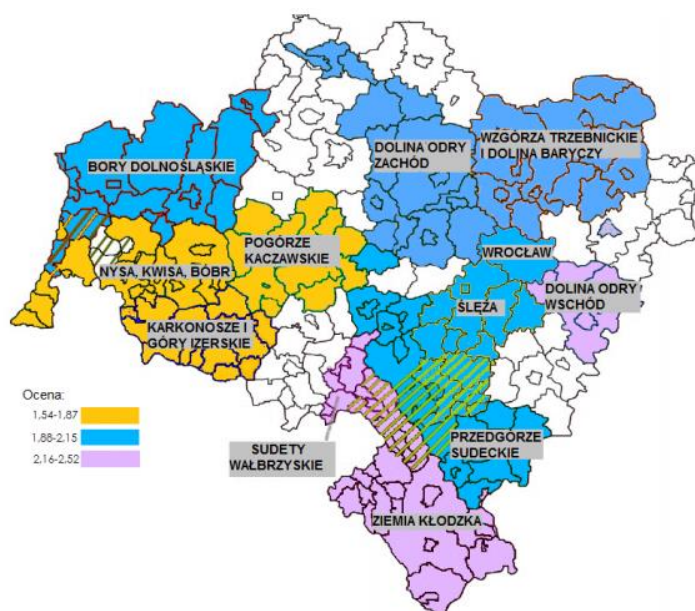 BORY DOLNOŚLĄSKIE
DOLINA ODRY
ZACHÓD
WZGÓRZA TRZEBNICKIE
I DOLINA BARYCZY
WROCŁAW
POGÓRZE
KACZAWSKIE
NYSA, KWISA, BÓBR
DOLINA ODRY
WSCHÓD
ŚLĘŻA
KARKONOSZE I
GÓRY IZERSKIE
Ocena:
1,54-1,87
1,88-2,15
2,16-2,52
SUDETY
WAŁBRZYSKIE
PRZEDGÓRZE
SUDECKIE
ZIEMIA KŁODZKA